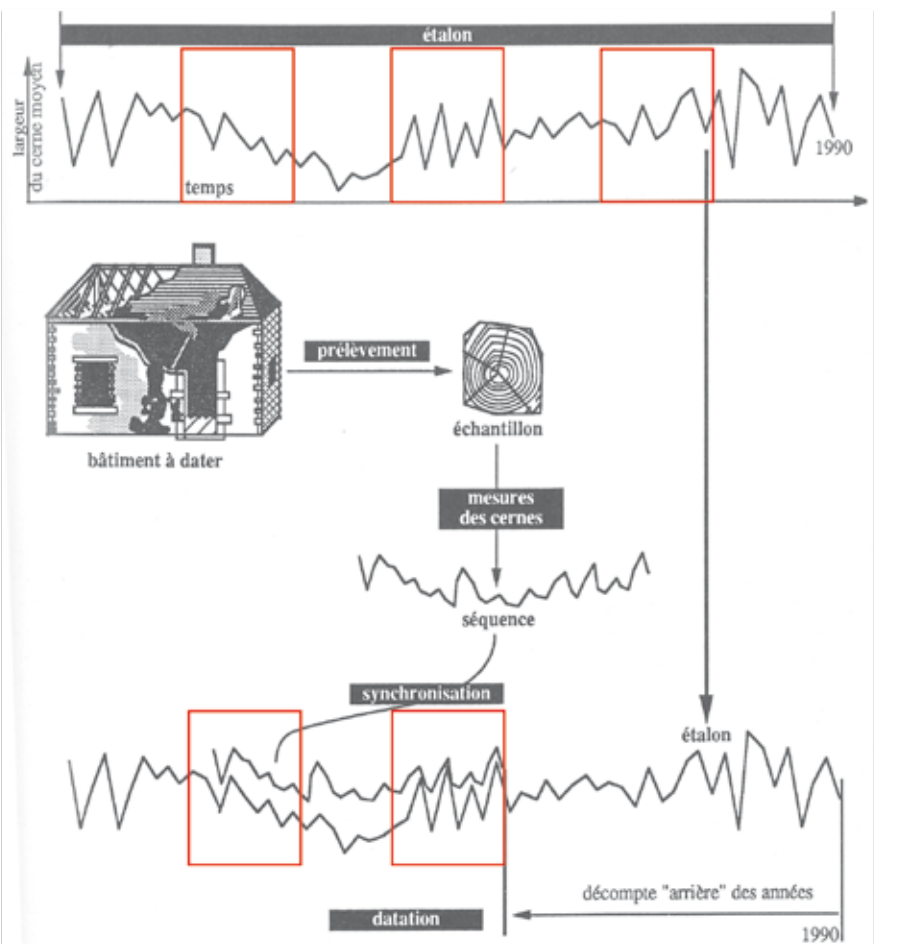 étalon
largeur
du cerne moyen
1990
temps
prélèvement
échantillon
bâtiment à dater
mesures
des cernes
séquence
synchronisation
étalon
décompte "arrière" des années
datation
1990